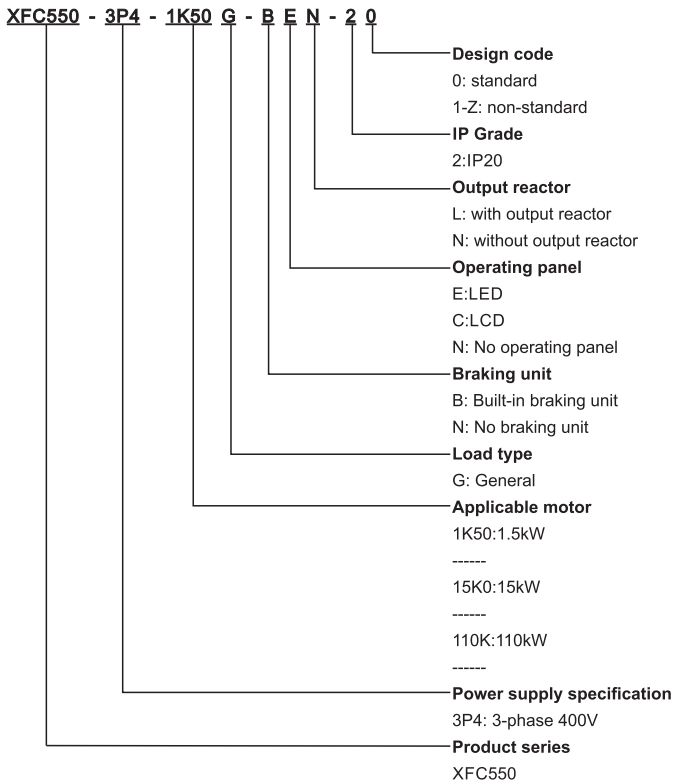 XFC550 - 3P4 - 1K50 G - B E N - 2 0
Design code
0: standard
1-Z: non-standard
IP Grade
2:IP20
Output reactor
L: with output reactor
N: without output reactor
Operating panel
E:LED
C:LCD
N: No operating panel
Braking unit
B: Built-in braking unit
N: No braking unit
Load type
G: General
Applicable motor
1K50:1.5kW
------
15K0:15kW
------
110K:110kW
------
Power supply specification
3P4: 3-phase 400V
Product series
XFC550